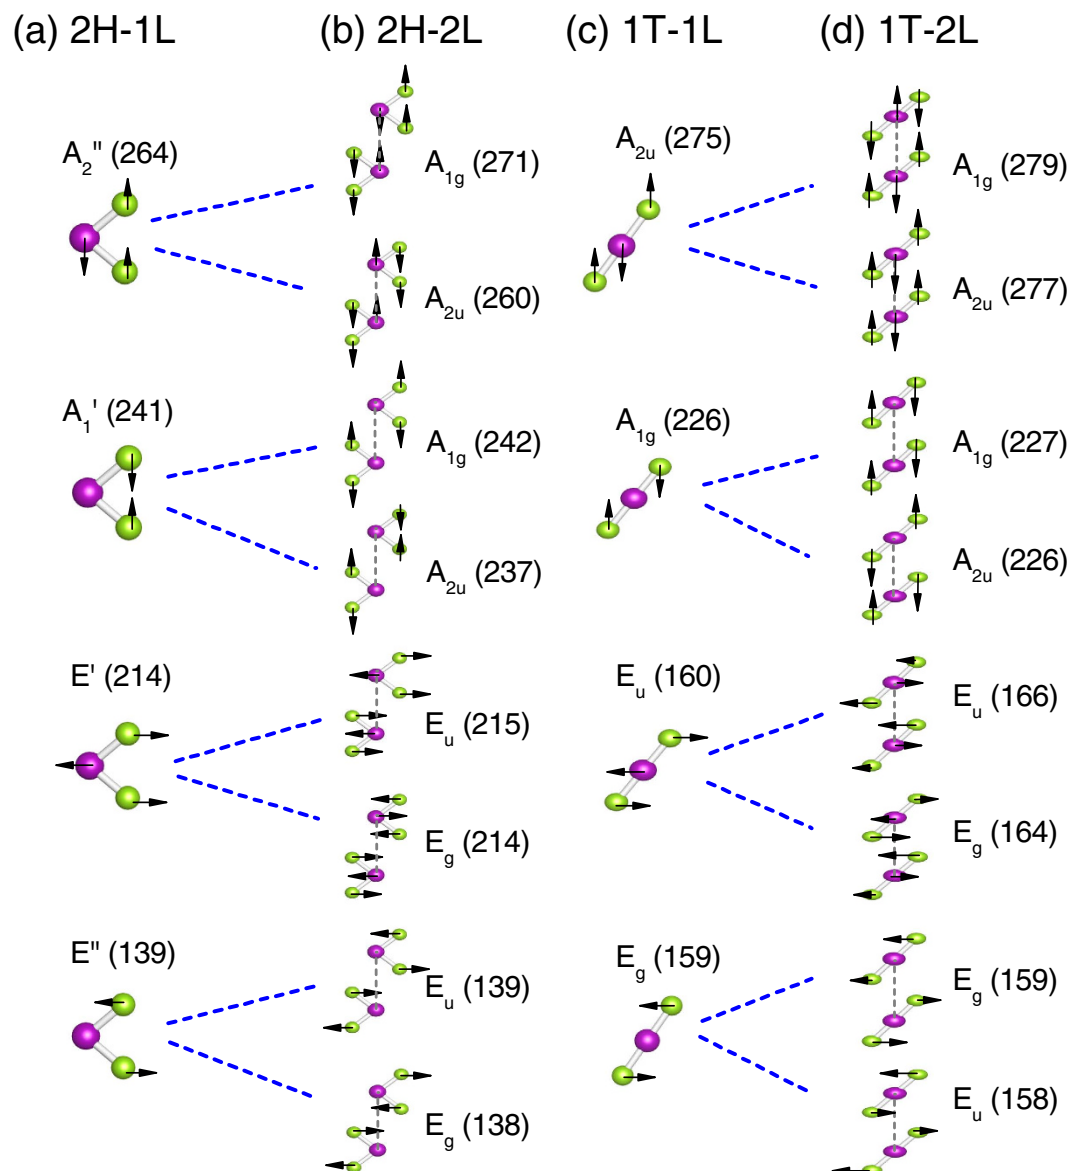 (a) 2H-1L
(b) 2H-2L
(c) 1T-1L
(d) 1T-2L
A₂" (264)
A₁g (271)
A₂u (260)
A₂u (275)
A₁g (279)
A₂u (277)
A₁' (241)
A₁g (242)
A₂u (237)
A₁g (226)
A₁g (227)
A₂u (226)
E' (214)
Eu (215)
Eg (214)
Eu (160)
Eu (166)
Eg (164)
E" (139)
Eu (139)
Eg (138)
Eg (159)
Eg (159)
Eu (158)